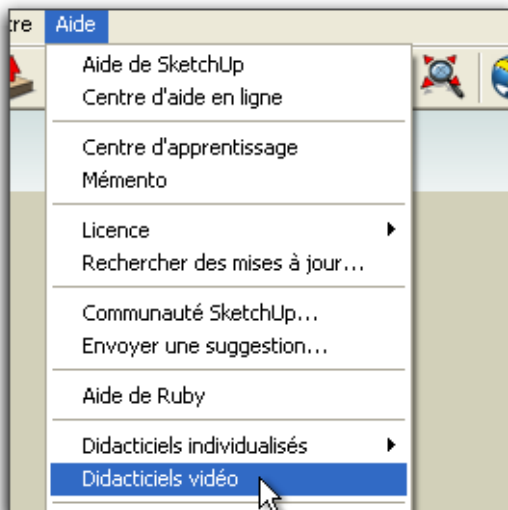 tre Aide
Aide de SketchUp
Centre d'aide en ligne
Centre d'apprentissage
Mémento
Licence
Rechercher des mises à jour...
Communauté SketchUp...
Envoyer une suggestion...
Aide de Ruby
Didacticiels individualisés
Didacticiels vidéo